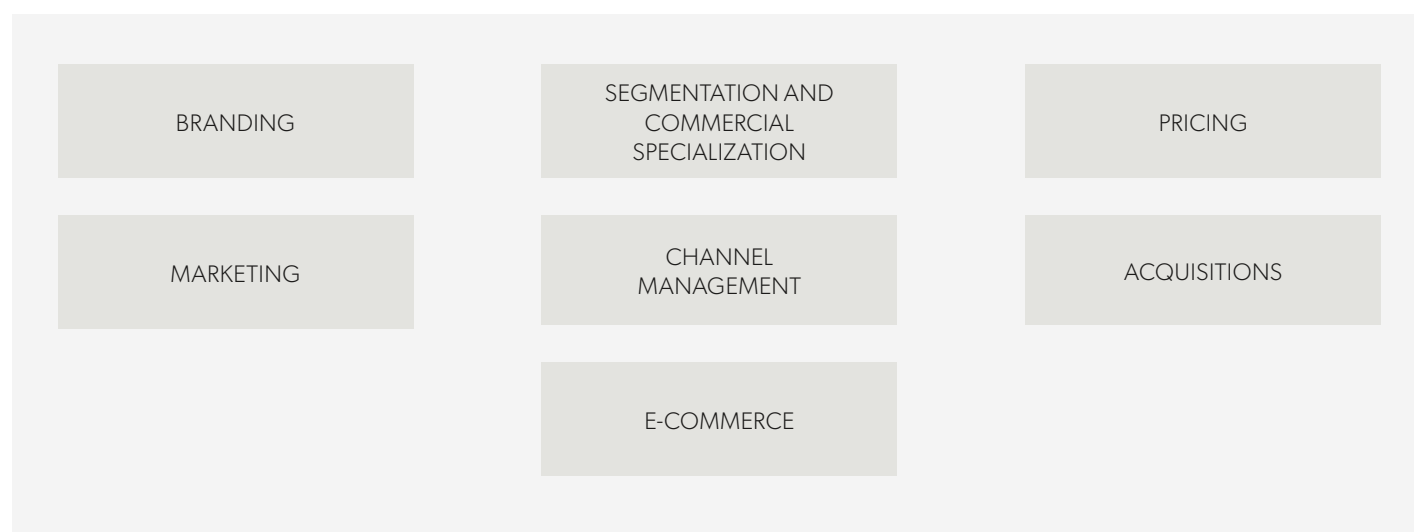 BRANDING
SEGMENTATION AND
COMMERCIAL
SPECIALIZATION
PRICING
MARKETING
CHANNEL
MANAGEMENT
ACQUISITIONS
E-COMMERCE